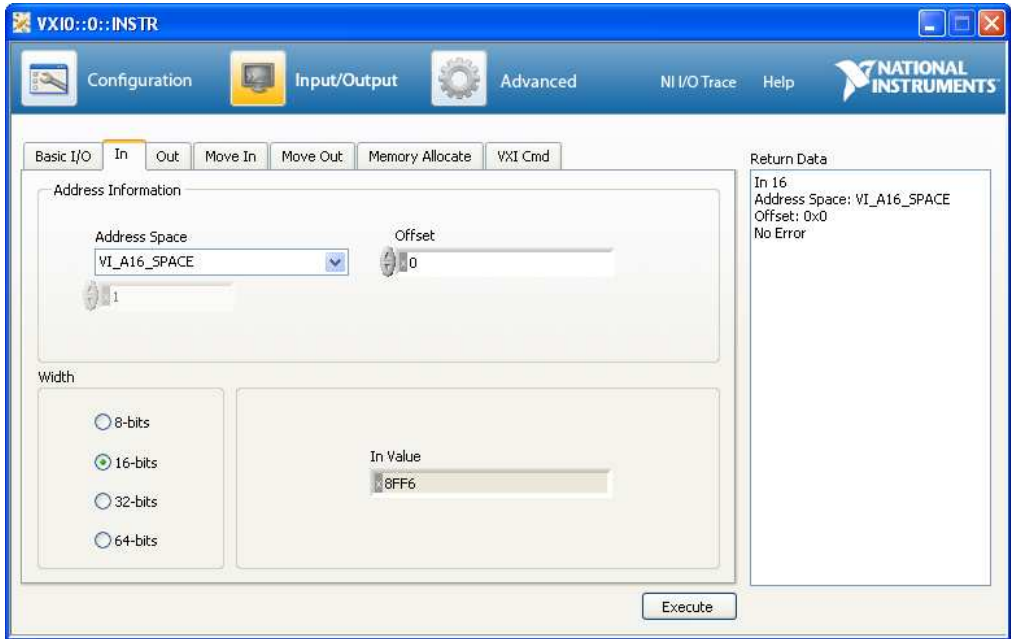 VXI0::0::INSTR
Configuration
Input/Output
Advanced
NI I/O Trace
Help
NATIONAL
INSTRUMENTS
Basic I/O
In
Out
Move In
Move Out
Memory Allocate
VXI Cmd
Address Information
Address Space
VI_A16_SPACE
1
Offset
x 0
Width
8-bits
16-bits
32-bits
64-bits
In Value
x 8FF6
Return Data
In 16
Address Space: VI_A16_SPACE
Offset: 0x0
No Error
Execute